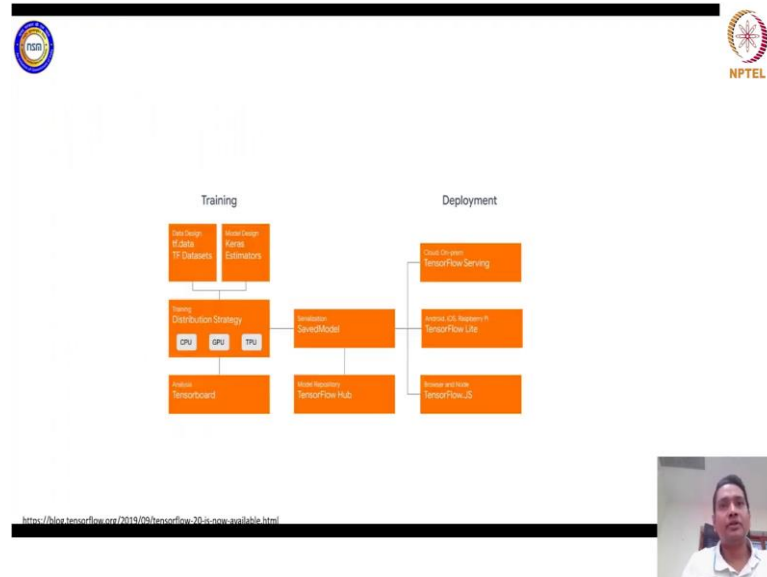 nsm
NPTEL
Training
Deployment
Data Design
tf.data
TF Datasets
Model Design
Keras
Estimators
Cloud, On-prem
TensorFlow Serving
Training
Distribution Strategy
CPU
GPU
TPU
Serialization
SavedModel
Android, iOS, Raspberry Pi
TensorFlow Lite
Analysis
Tensorboard
Model Repository
TensorFlow Hub
Browser and Node
TensorFlow.JS
https://blog.tensorflow.org/2019/09/tensorflow-20-is-now-available.html